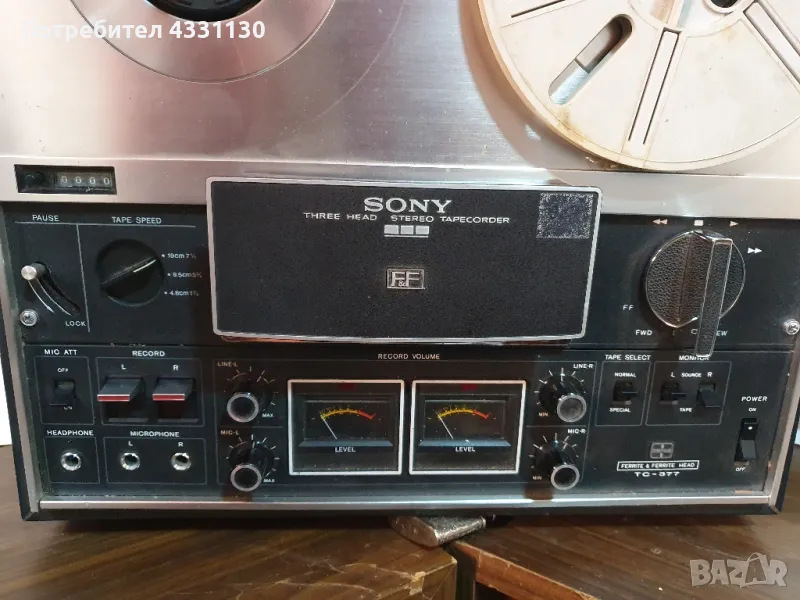 Потребител 4331130
0000
SONY
THREE HEAD STEREO TAPECORDER
F&F
PAUSE
LOCK
TAPE SPEED
19cm 7½
9.5cm 3¾
4.8cm 1⅞
FF
FWD
REW
MIC ATT
OFF
ON
RECORD
L R
RECORD VOLUME
LINE-L
MAX
MIC-L
MAX
LEVEL
LEVEL
LINE-R
MIN
MIC-R
MIN
TAPE SELECT
NORMAL
SPECIAL
MONITOR
L SOURCE R
TAPE
POWER
ON
OFF
HEADPHONE
MICROPHONE
L R
FERRITE & FERRITE HEAD
TC-377
BAZAR